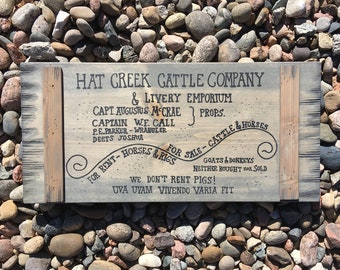 HAT CREEK CATTLE COMPANY
& LIVERY EMPORIUM
CAPT. AUGUSTUS McCRAE } PROPS.
CAPTAIN W.F. CALL
P.E. PARKER - WRANGLER
DEETS, JOSHUA
FOR RENT - HORSES & RIGS
FOR SALE - CATTLE & HORSES
GOATS & DONKEYS
NEITHER BOUGHT NOR SOLD
WE DON'T RENT PIGS!
UVA UVAM VIVENDO VARIA FIT